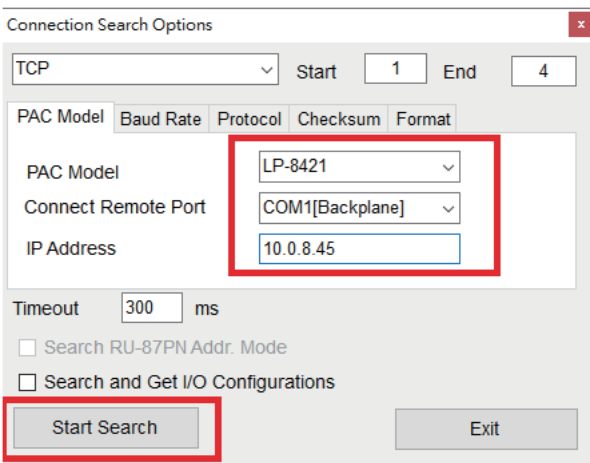 Connection Search Options x
TCP Start 1 End 4
PAC Model Baud Rate Protocol Checksum Format
PAC Model LP-8421
Connect Remote Port COM1[Backplane]
IP Address 10.0.8.45
Timeout 300 ms
Search RU-87PN Addr. Mode
Search and Get I/O Configurations
Start Search Exit